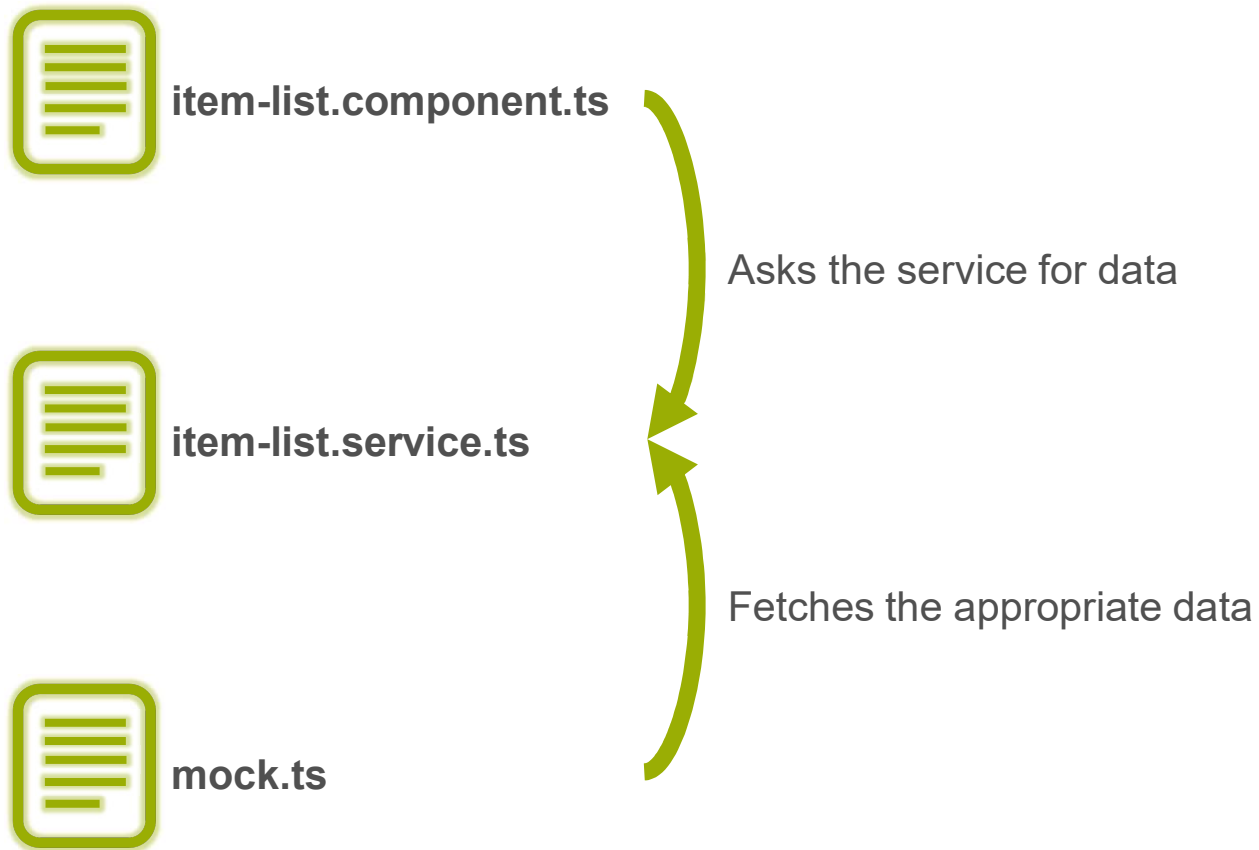 item-list.component.ts
Asks the service for data
item-list.service.ts
Fetches the appropriate data
mock.ts